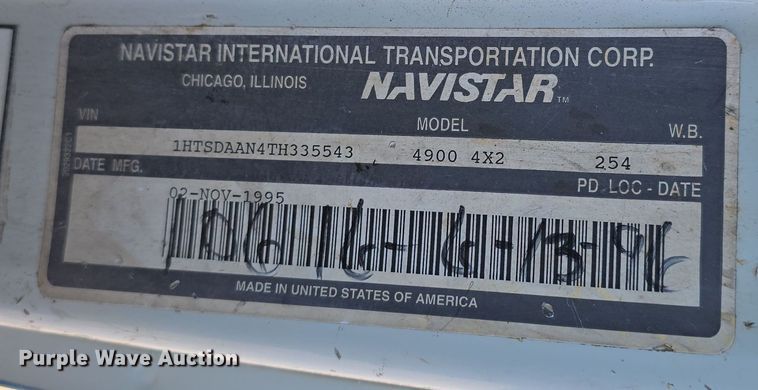 NAVISTAR INTERNATIONAL TRANSPORTATION CORP.
CHICAGO, ILLINOIS NAVISTAR TM
VIN MODEL W.B.
1HTSDAAN4TH335543 4900 4X2 254
DATE MFG. PD LOC - DATE
02-NOV-1995
MADE IN UNITED STATES OF AMERICA
Purple Wave Auction